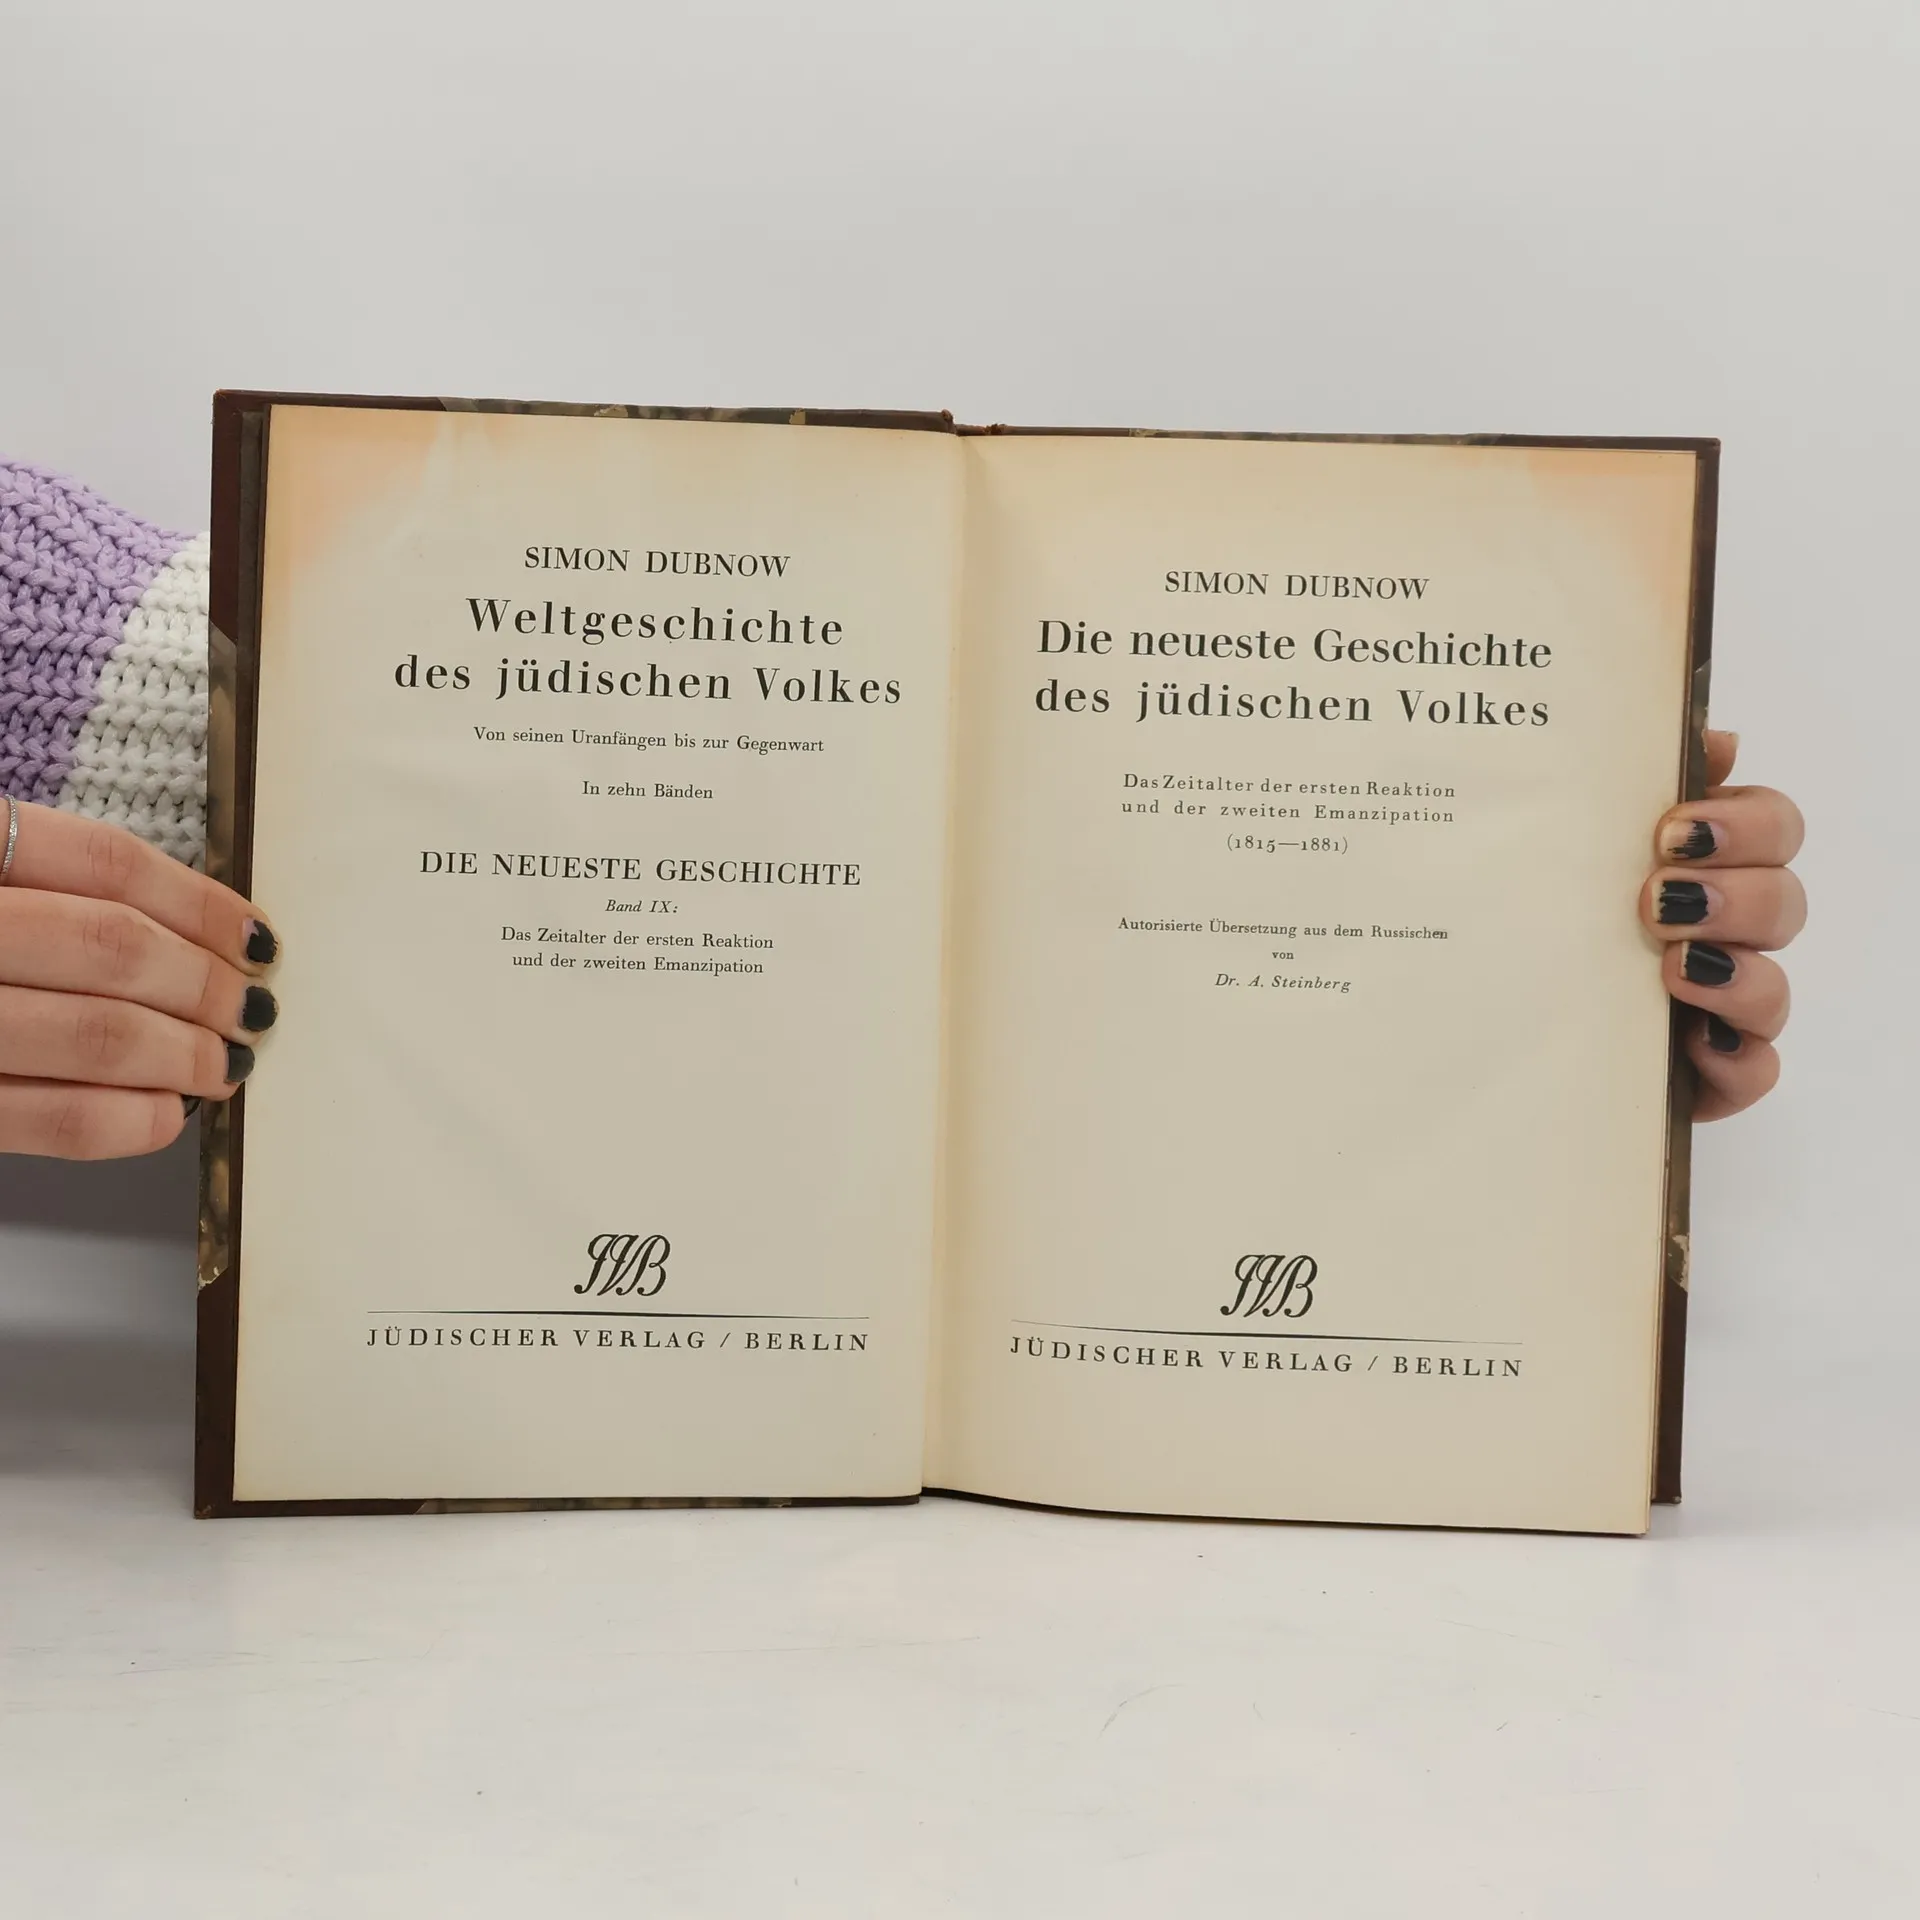 SIMON DUBNOW
Weltgeschichte
des jüdischen Volkes
Von seinen Uranfängen bis zur Gegenwart
In zehn Bänden
DIE NEUESTE GESCHICHTE
Band IX:
Das Zeitalter der ersten Reaktion
und der zweiten Emanzipation
JVB
JÜDISCHER VERLAG / BERLIN
SIMON DUBNOW
Die neueste Geschichte
des jüdischen Volkes
Das Zeitalter der ersten Reaktion
und der zweiten Emanzipation
(1815—1881)
Autorisierte Übersetzung aus dem Russischen
von
Dr. A. Steinberg
JVB
JÜDISCHER VERLAG / BERLIN